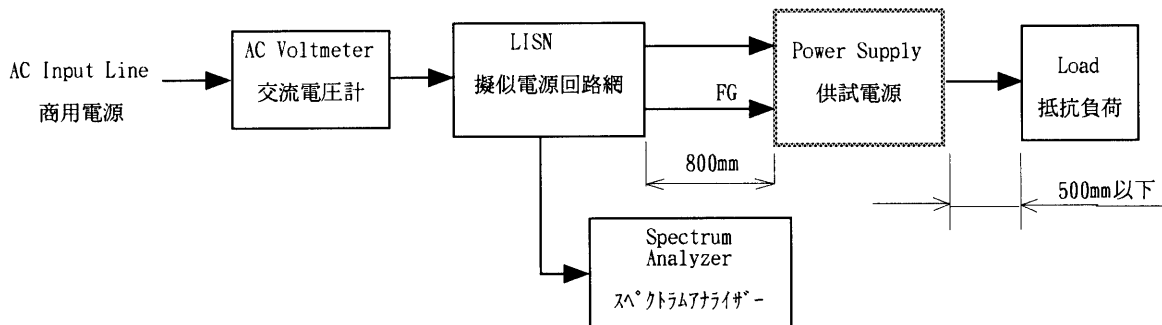 AC Input Line
商用電源
AC Voltmeter
交流電圧計
LISN
擬似電源回路網
FG
800mm
Power Supply
供試電源
Load
抵抗負荷
500mm以下
Spectrum
Analyzer
ｽﾍﾟｸﾄﾗﾑｱﾅﾗｲｻﾞｰ